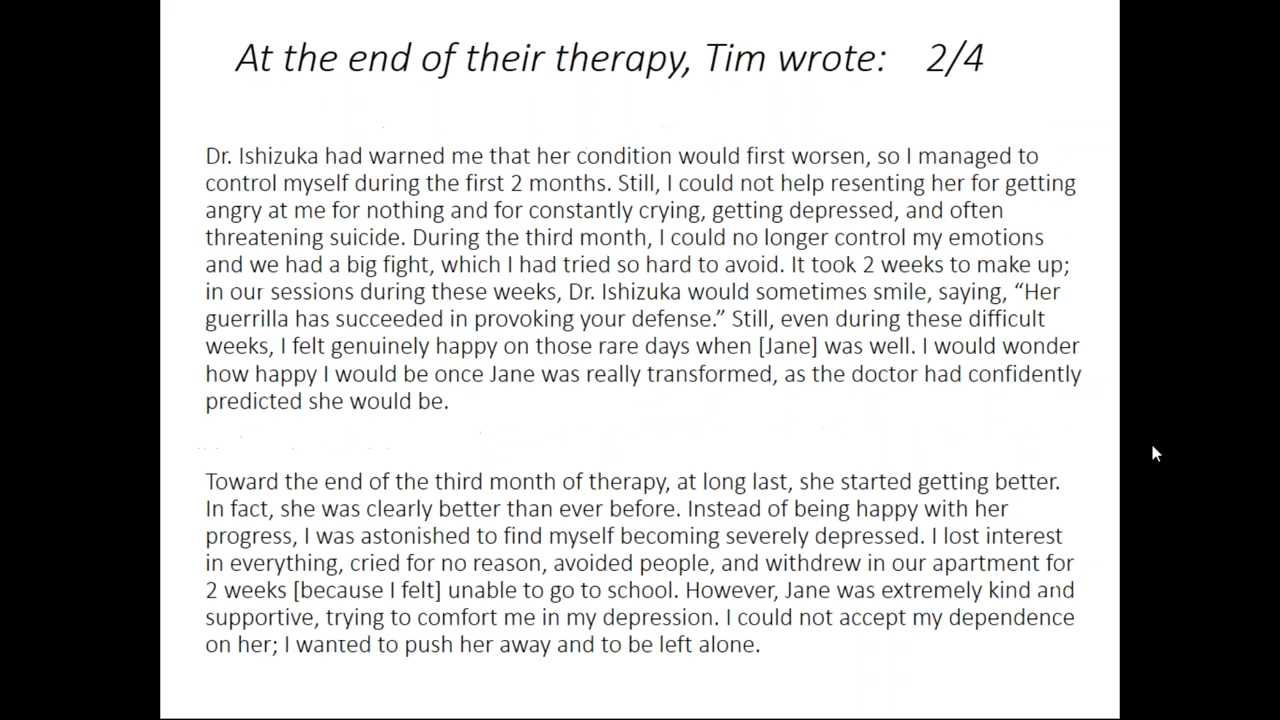 At the end of their therapy, Tim wrote: 2/4
Dr. Ishizuka had warned me that her condition would first worsen, so I managed to
control myself during the first 2 months. Still, I could not help resenting her for getting
angry at me for nothing and for constantly crying, getting depressed, and often
threatening suicide. During the third month, I could no longer control my emotions
and we had a big fight, which I had tried so hard to avoid. It took 2 weeks to make up;
in our sessions during these weeks, Dr. Ishizuka would sometimes smile, saying, “Her
guerrilla has succeeded in provoking your defense.” Still, even during these difficult
weeks, I felt genuinely happy on those rare days when [Jane] was well. I would wonder
how happy I would be once Jane was really transformed, as the doctor had confidently
predicted she would be.
Toward the end of the third month of therapy, at long last, she started getting better.
In fact, she was clearly better than ever before. Instead of being happy with her
progress, I was astonished to find myself becoming severely depressed. I lost interest
in everything, cried for no reason, avoided people, and withdrew in our apartment for
2 weeks [because I felt] unable to go to school. However, Jane was extremely kind and
supportive, trying to comfort me in my depression. I could not accept my dependence
on her; I wanted to push her away and to be left alone.